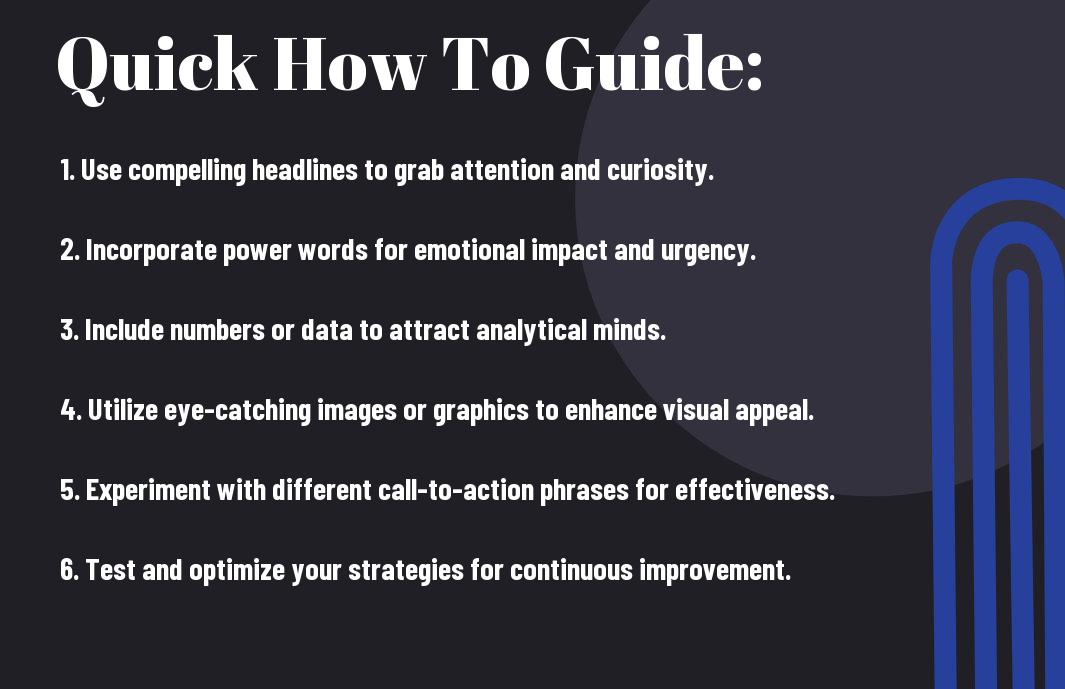 Quick How To Guide:
1. Use compelling headlines to grab attention and curiosity.
2. Incorporate power words for emotional impact and urgency.
3. Include numbers or data to attract analytical minds.
4. Utilize eye-catching images or graphics to enhance visual appeal.
5. Experiment with different call-to-action phrases for effectiveness.
6. Test and optimize your strategies for continuous improvement.